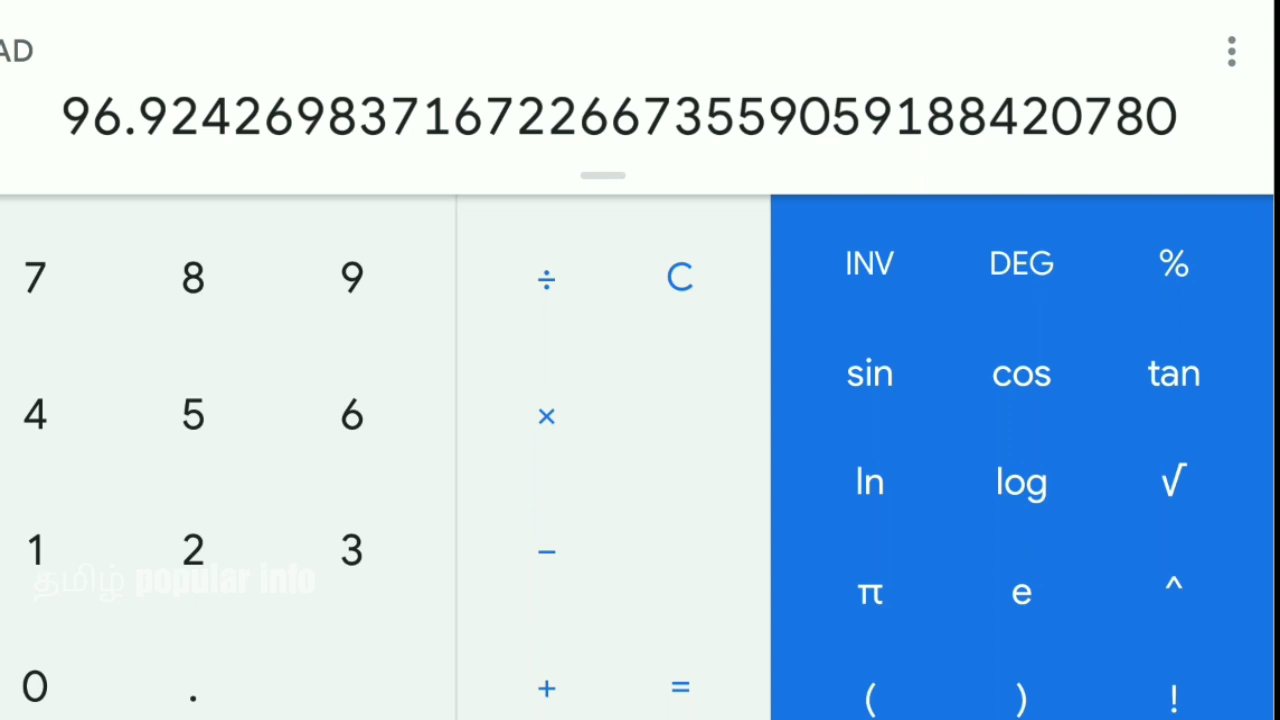 AD
96.924269837167226673559059188420780
7 8 9 ÷ C INV DEG %
sin cos tan
4 5 6 ×
ln log √
1 2 3 −
தமிழ் popular info
π e ^
0 . + = ( ) !